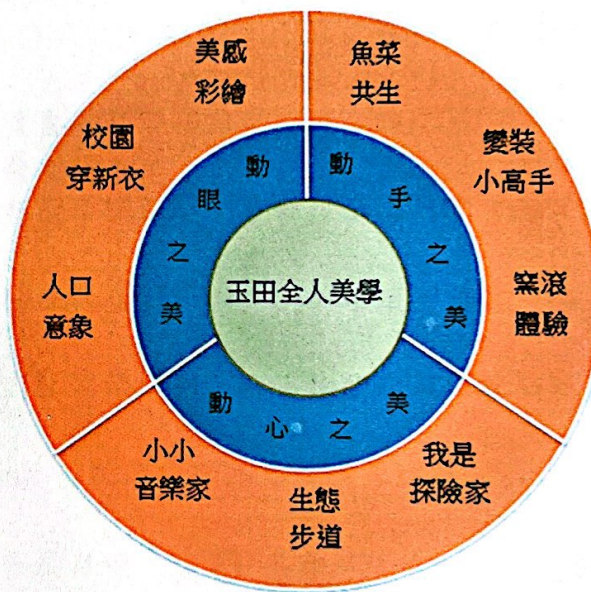 玉田全人美學
動手之美
魚菜
共生
變裝
小高手
窯滾
體驗
動心之美
我是
探險家
生態
步道
小小
音樂家
動眼之美
人口
意象
校園
穿新衣
美感
彩繪